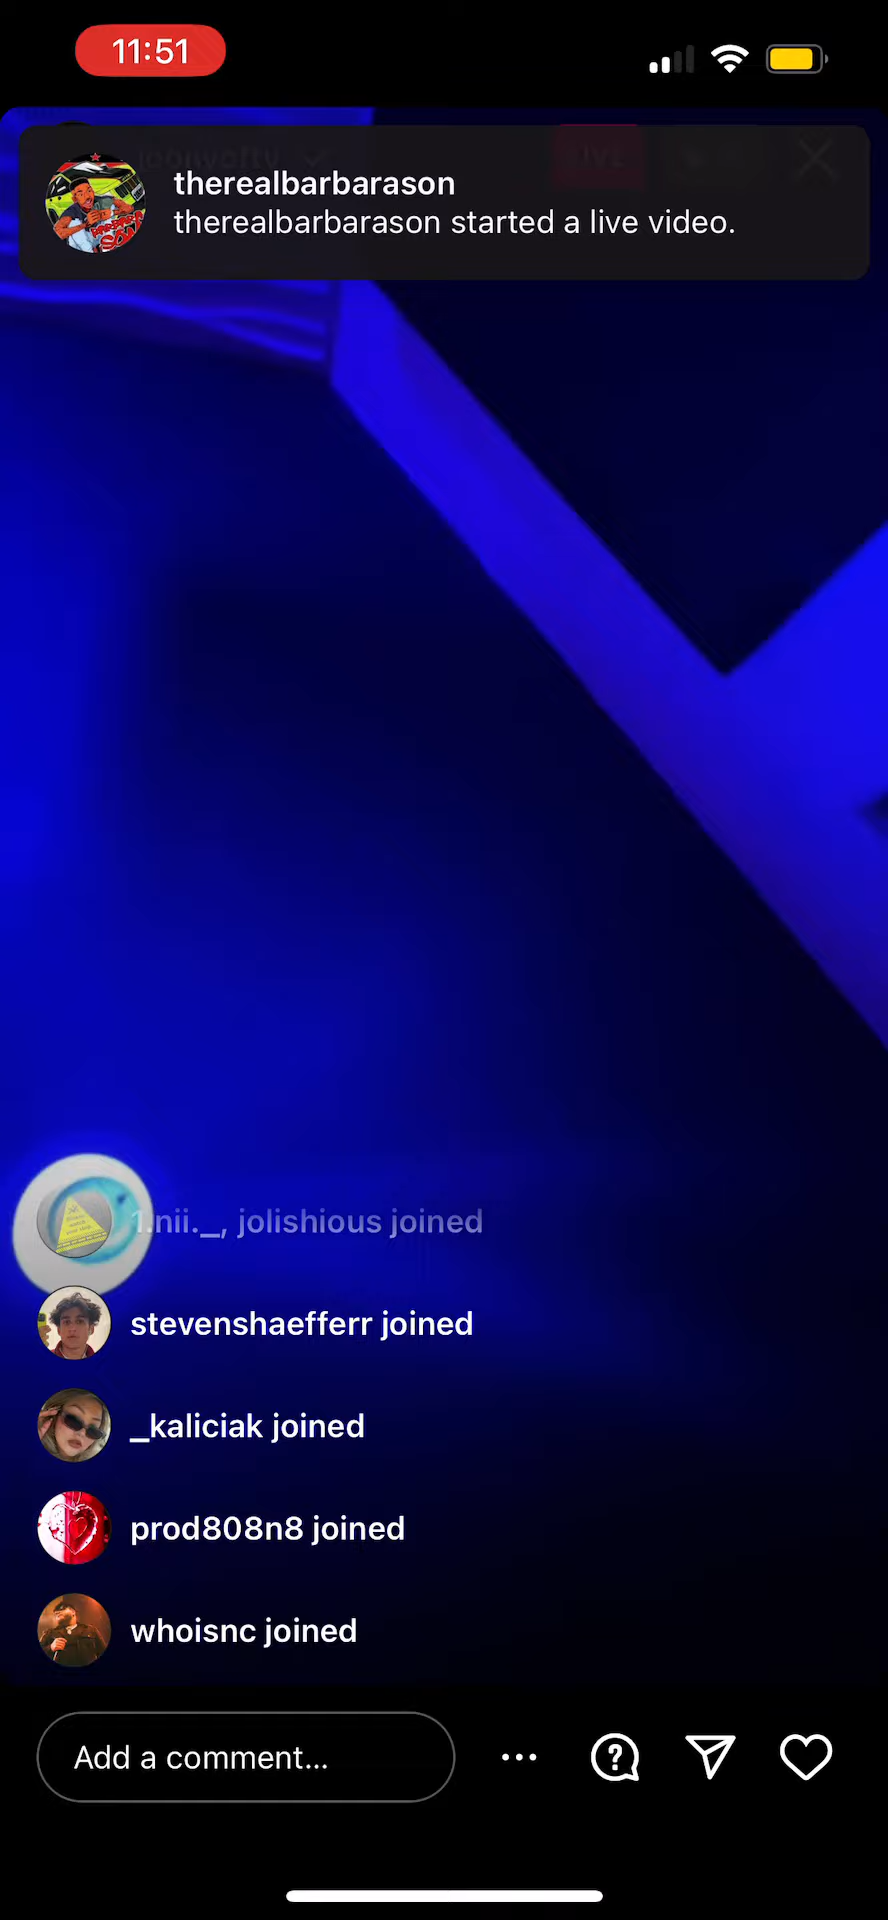 11:51
therealbarbarason
therealbarbarason started a live video.
LIVE
1.nii._, jolishious joined
stevenshaefferr joined
_kaliciak joined
prod808n8 joined
whoisnc joined
Add a comment...